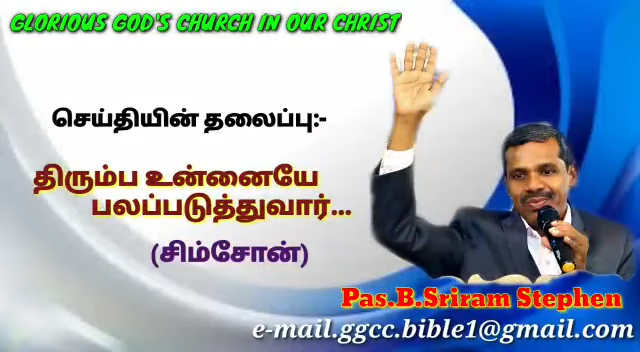 GLORIOUS GOD'S CHURCH IN OUR CHRIST
செய்தியின் தலைப்பு:-
திரும்ப உன்னையே
பலப்படுத்துவார்...
(சிம்சோன்)
Pas.B.Sriram Stephen
e-mail.ggcc.bible1@gmail.com